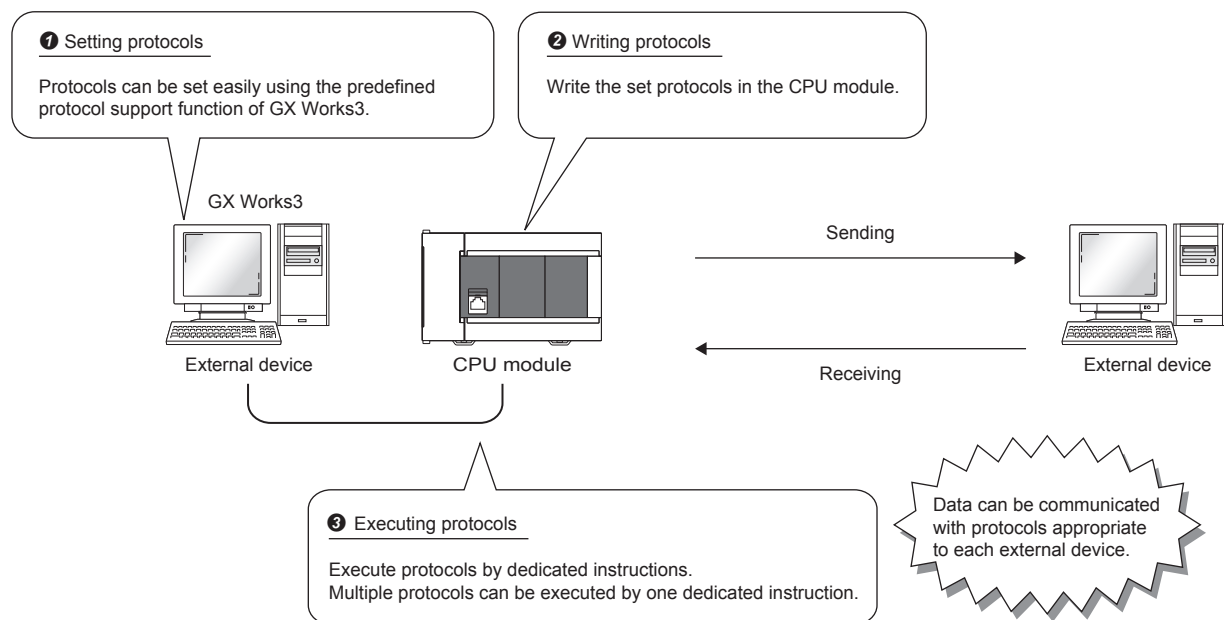 ❶ Setting protocols
Protocols can be set easily using the predefined
protocol support function of GX Works3.
❷ Writing protocols
Write the set protocols in the CPU module.
GX Works3
External device
CPU module
Sending
Receiving
External device
❸ Executing protocols
Execute protocols by dedicated instructions.
Multiple protocols can be executed by one dedicated instruction.
Data can be communicated
with protocols appropriate
to each external device.